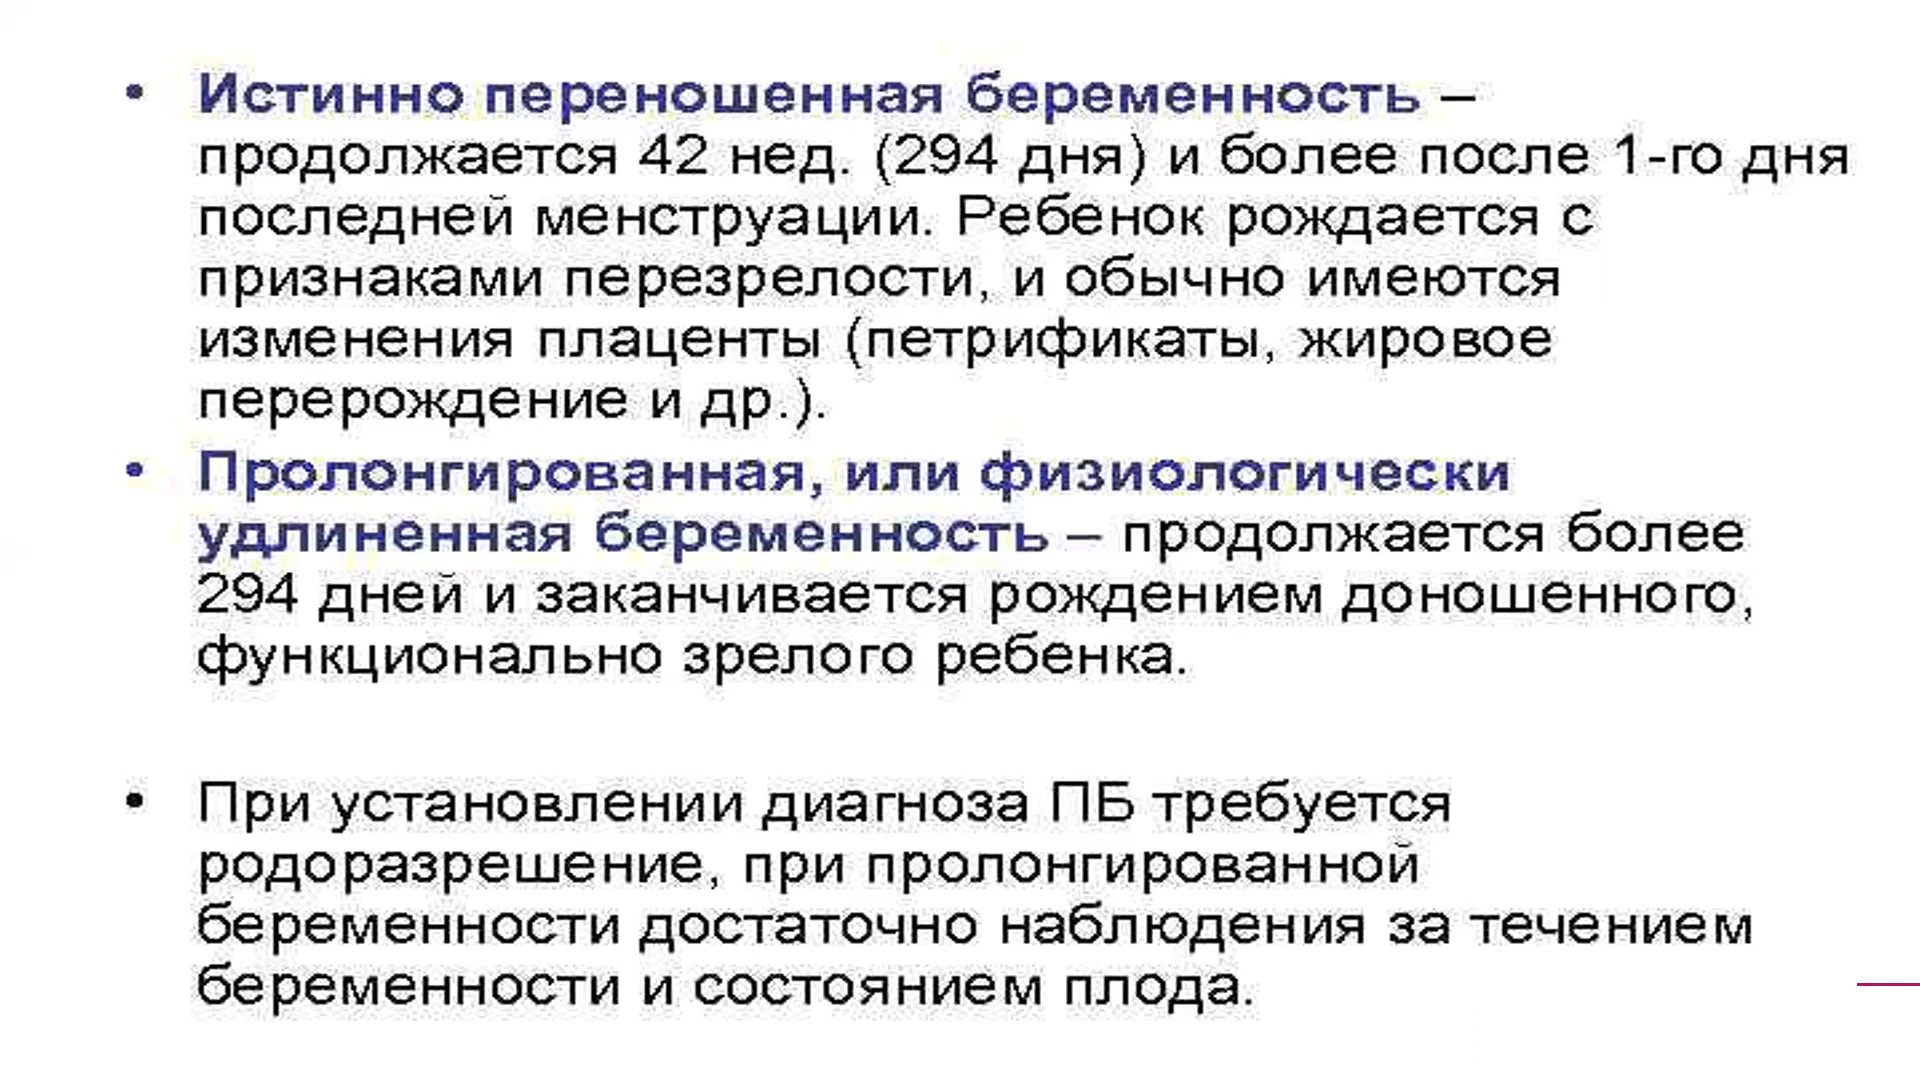 • Истинно переношенная беременность –
продолжается 42 нед. (294 дня) и более после 1-го дня
последней менструации. Ребенок рождается с
признаками перезрелости, и обычно имеются
изменения плаценты (петрификаты, жировое
перерождение и др.).
• Пролонгированная, или физиологически
удлиненная беременность – продолжается более
294 дней и заканчивается рождением доношенного,
функционально зрелого ребенка.
• При установлении диагноза ПБ требуется
родоразрешение, при пролонгированной
беременности достаточно наблюдения за течением
беременности и состоянием плода.